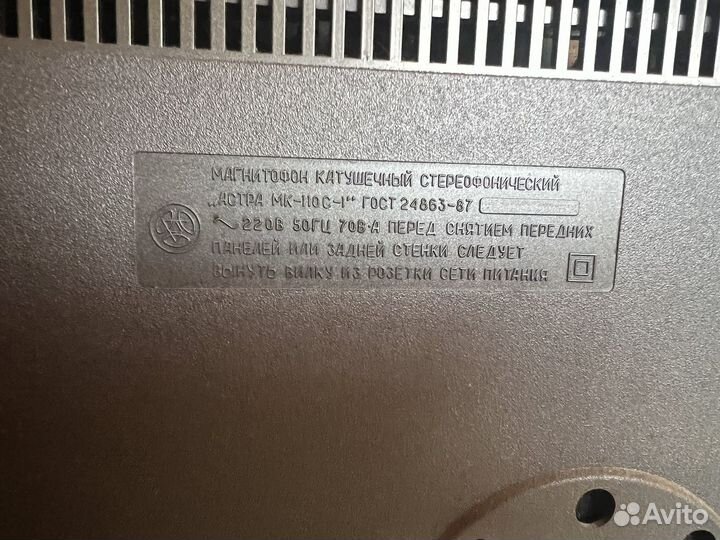 МАГНИТОФОН КАТУШЕЧНЫЙ СТЕРЕОФОНИЧЕСКИЙ
„АСТРА МК-110С-1" ГОСТ 24863-87
~ 220В 50ГЦ 70В·А ПЕРЕД СНЯТИЕМ ПЕРЕДНИХ
ПАНЕЛЕЙ ИЛИ ЗАДНЕЙ СТЕНКИ СЛЕДУЕТ
ВЫНУТЬ ВИЛКУ ИЗ РОЗЕТКИ СЕТИ ПИТАНИЯ
Avito